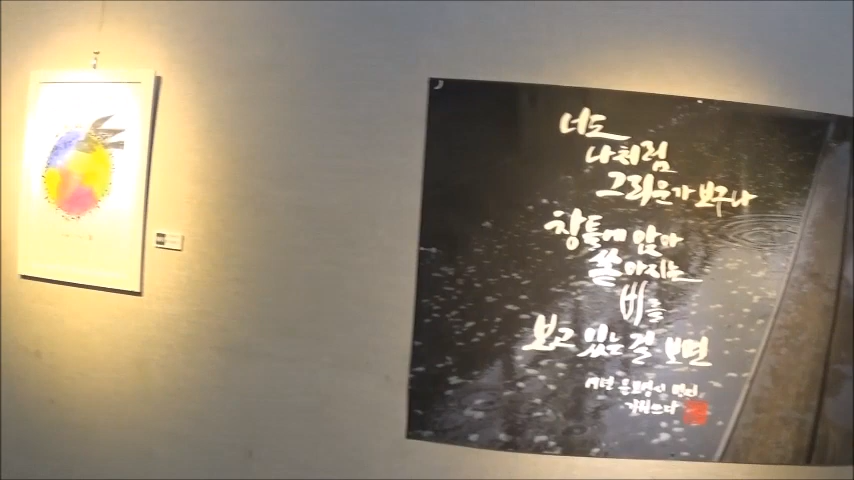 너도
나처럼
그리운가 보구나
창틀에 앉아
쏟아지는
비를
보고 있는 걸 보면